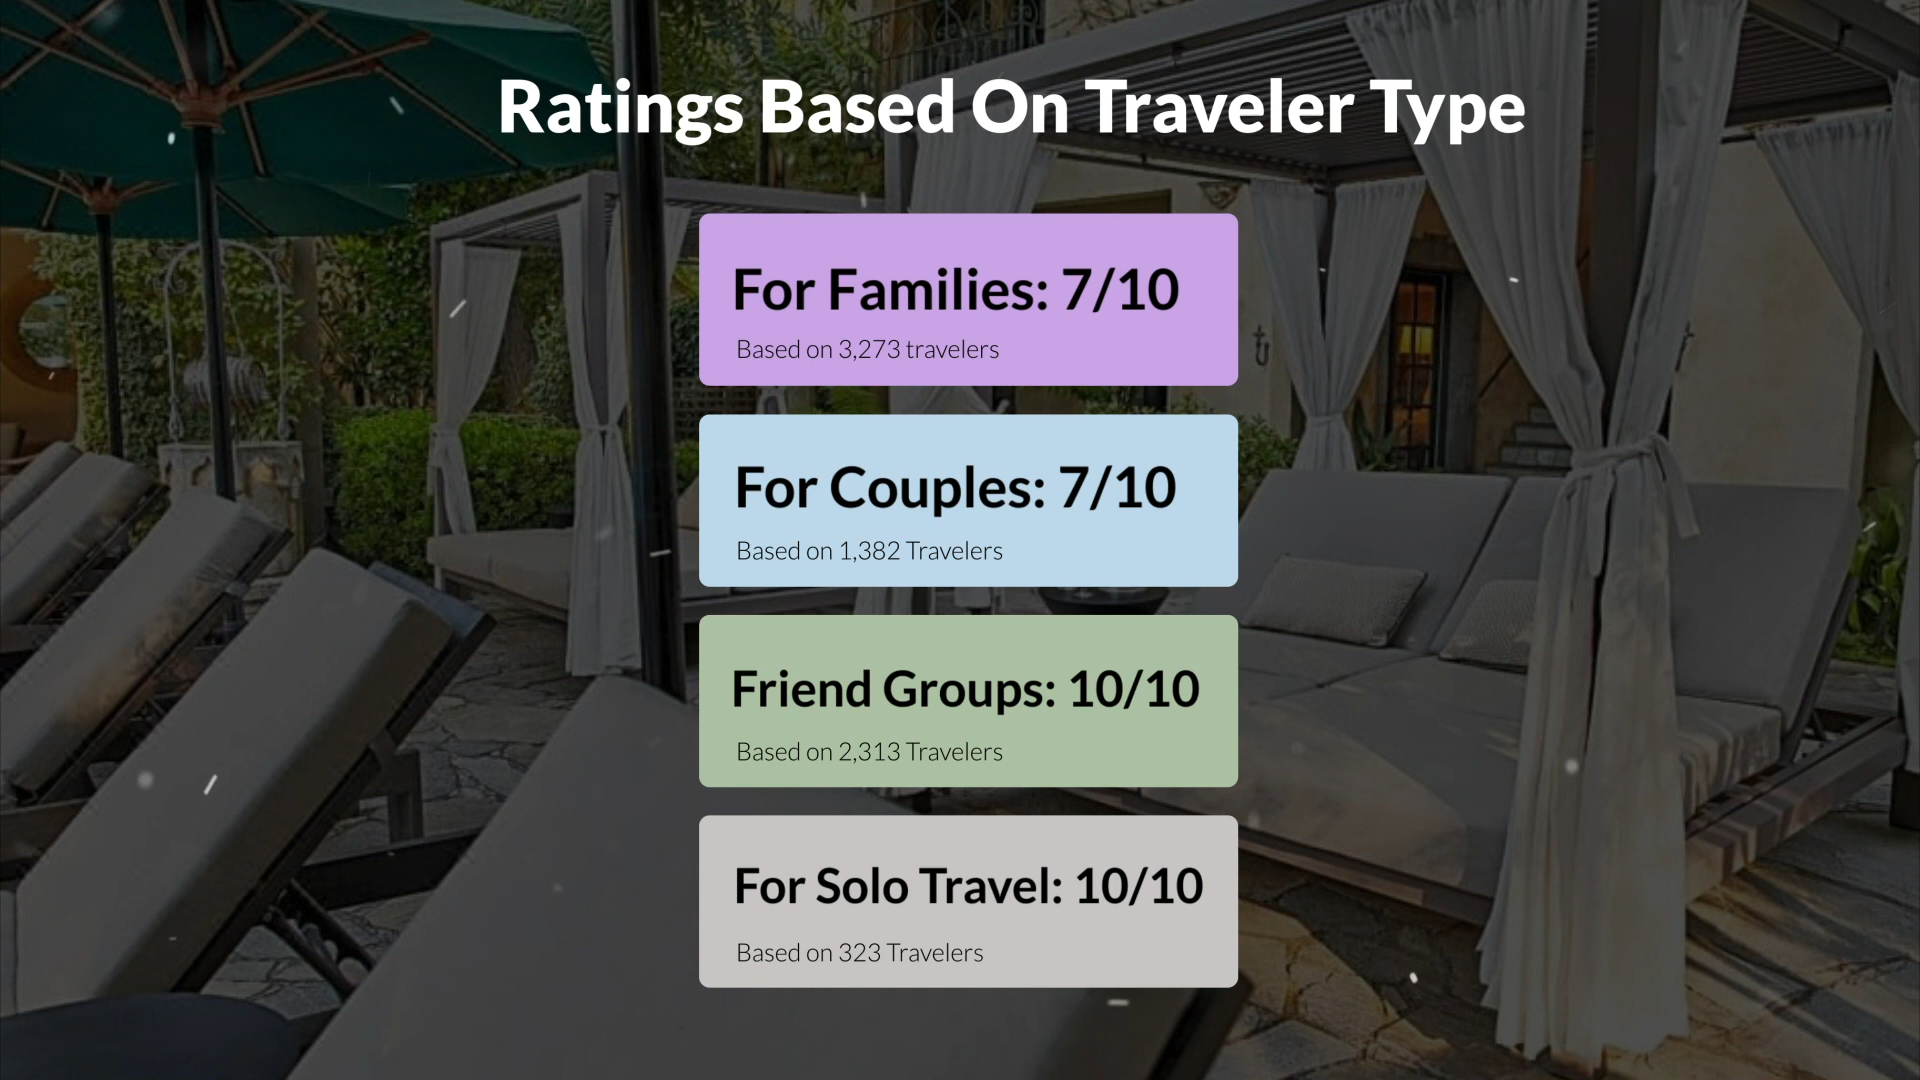 Ratings Based On Traveler Type
For Families: 7/10
Based on 3,273 travelers
For Couples: 7/10
Based on 1,382 Travelers
Friend Groups: 10/10
Based on 2,313 Travelers
For Solo Travel: 10/10
Based on 323 Travelers